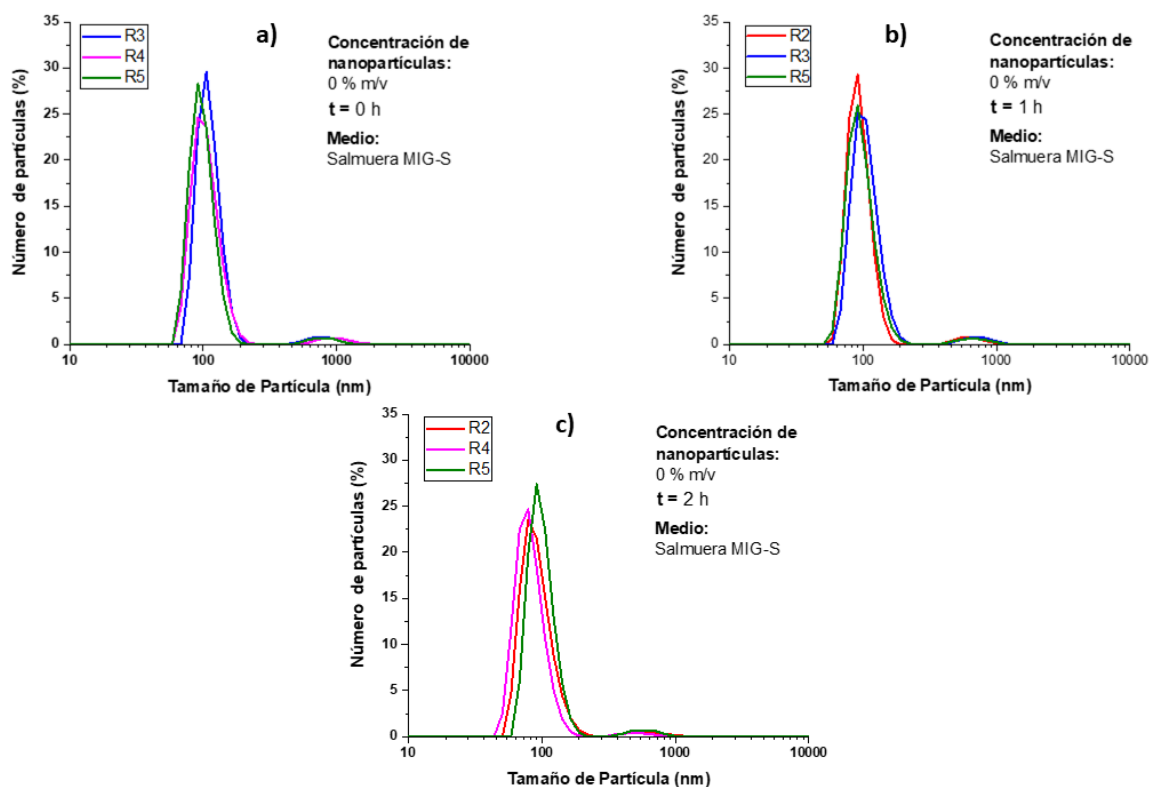 a)
R3
R4
R5
Concentración de
nanopartículas:
0 % m/v
t = 0 h
Medio:
Salmuera MIG-S
Número de partículas (%)
35
30
25
20
15
10
5
0
10
100
1000
10000
Tamaño de Partícula (nm)
b)
R2
R3
R5
Concentración de
nanopartículas:
0 % m/v
t = 1 h
Medio:
Salmuera MIG-S
Número de partículas (%)
35
30
25
20
15
10
5
0
10
100
1000
10000
Tamaño de Partícula (nm)
c)
R2
R4
R5
Concentración de
nanopartículas:
0 % m/v
t = 2 h
Medio:
Salmuera MIG-S
Número de partículas (%)
35
30
25
20
15
10
5
0
10
100
1000
10000
Tamaño de Partícula (nm)